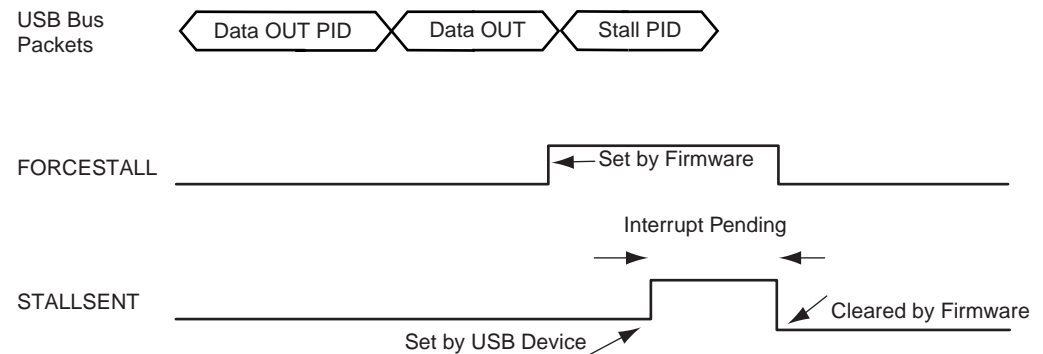 USB Bus
Packets
Data OUT PID
Data OUT
Stall PID
FORCESTALL
Set by Firmware
Interrupt Pending
STALLSENT
Cleared by Firmware
Set by USB Device